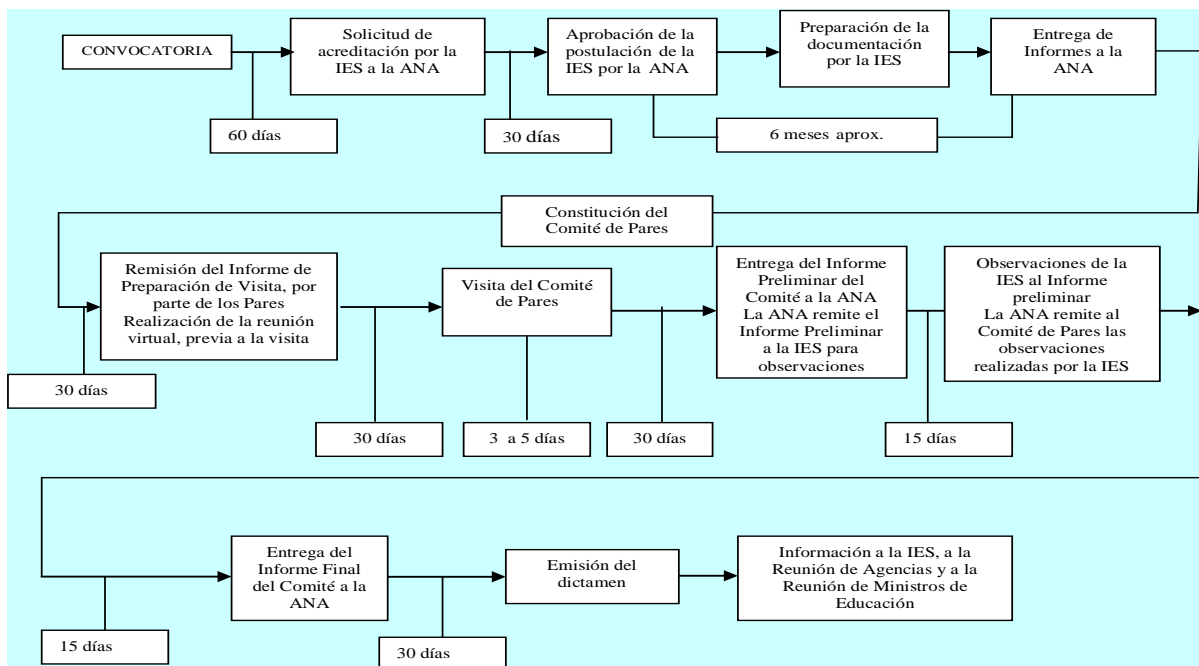 CONVOCATORIA
Solicitud de
acreditación por la
IES a la ANA
Aprobación de la
postulación de la
IES por la ANA
Preparación de la
documentación
por la IES
Entrega de
Informes a la
ANA
60 días
30 días
6 meses aprox.
Constitución del
Comité de Pares
Remisión del Informe de
Preparación de Visita, por
parte de los Pares
Realización de la reunión
virtual, previa a la visita
Visita del Comité
de Pares
Entrega del Informe
Preliminar del
Comité a la ANA
La ANA remite el
Informe Preliminar
a la IES para
observaciones
Observaciones de la
IES al Informe
preliminar
La ANA remite al
Comité de Pares las
observaciones
realizadas por la IES
30 días
30 días
3 a 5 días
30 días
15 días
Entrega del
Informe Final
del Comité a la
ANA
Emisión del
dictamen
Información a la IES, a la
Reunión de Agencias y a la
Reunión de Ministros de
Educación
15 días
30 días